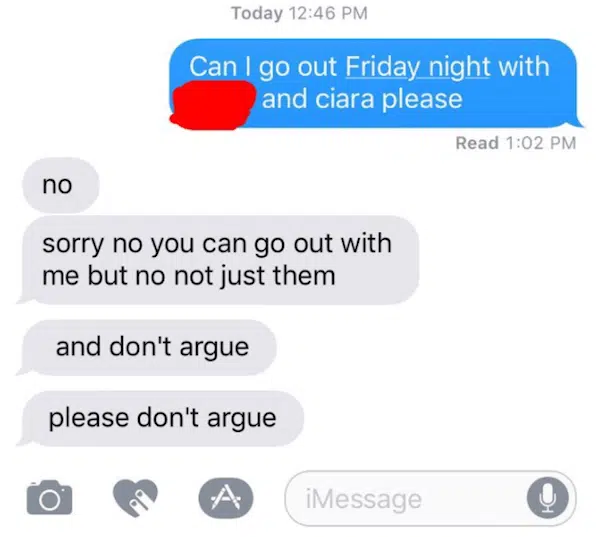 Today 12:46 PM
Can I go out Friday night with
and ciara please
Read 1:02 PM
no
sorry no you can go out with
me but no not just them
and don't argue
please don't argue
iMessage